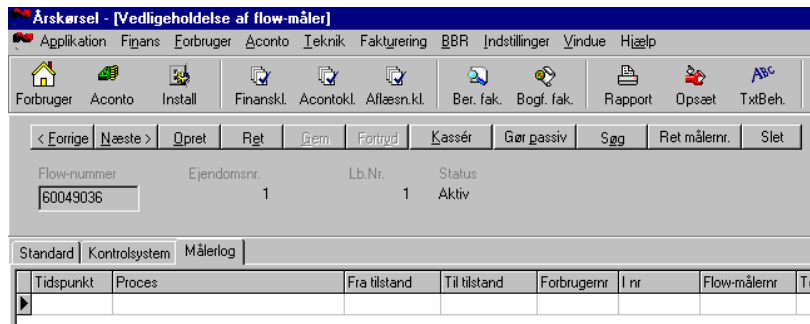 Årskørsel - [Vedligeholdelse af flow-måler]
Applikation Finans Forbruger Aconto Teknik Fakturering BBR Indstillinger Vindue Hjælp
ABC
Forbruger Aconto Install Finanskl. Acontokl. Aflæsn.kl. Ber. fak. Bogf. fak. Rapport Opsæt TxtBeh.
< Forrige Næste > Opret Ret Gem Fortryd Kassér Gør passiv Søg Ret målernr. Slet
Flow-nummer Ejendomsnr. Lb.Nr. Status
60049036 1 1 Aktiv
Standard Kontrolsystem Målerlog
Tidspunkt Proces Fra tilstand Til tilstand Forbrugernr I nr Flow-målernr